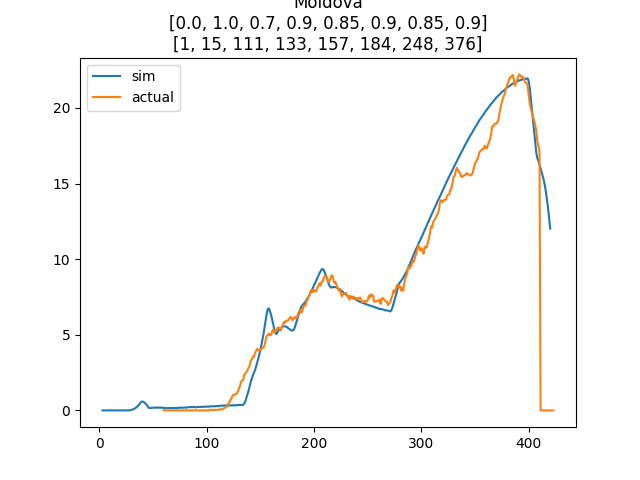 Moldova
[0.0, 1.0, 0.7, 0.9, 0.85, 0.9, 0.85, 0.9]
[1, 15, 111, 133, 157, 184, 248, 376]
sim
actual
20
15
10
5
0
0 100 200 300 400